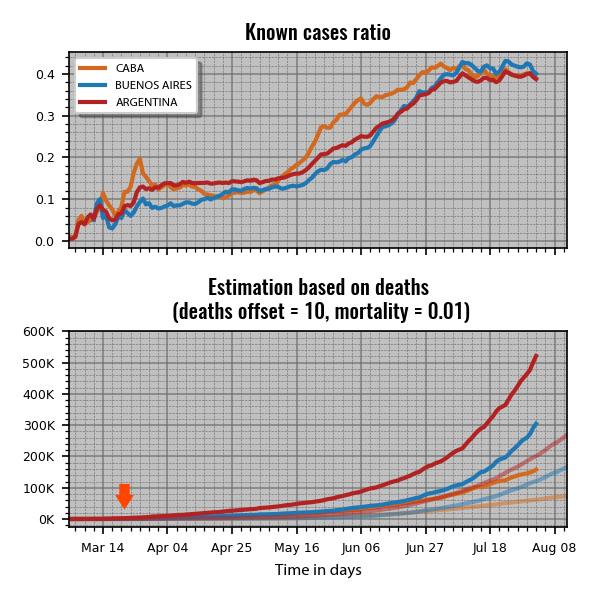 Known cases ratio
CABA
BUENOS AIRES
ARGENTINA
0.4
0.3
0.2
0.1
0.0
Estimation based on deaths
(deaths offset = 10, mortality = 0.01)
600K
500K
400K
300K
200K
100K
0K
Mar 14 Apr 04 Apr 25 May 16 Jun 06 Jun 27 Jul 18 Aug 08
Time in days